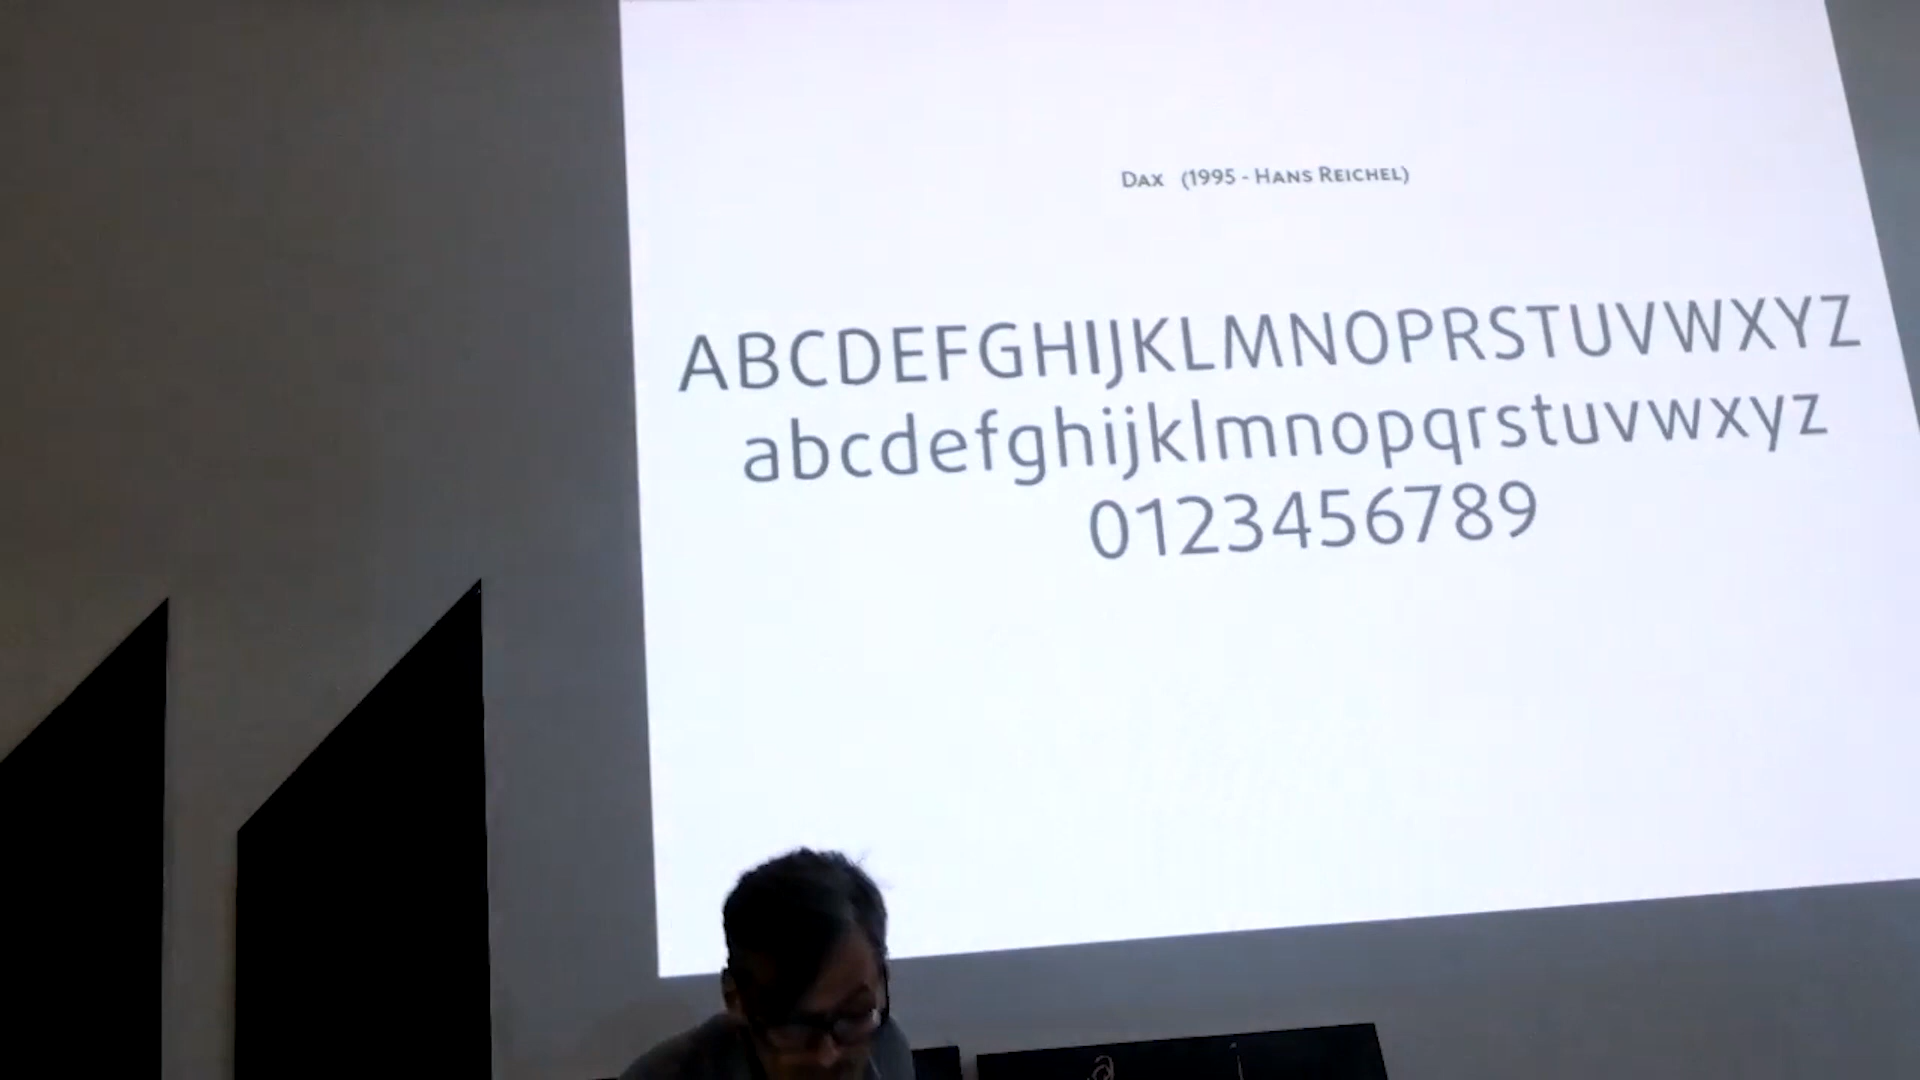 Dax (1995 - Hans Reichel)
ABCDEFGHIJKLMNOPRSTUVWXYZ
abcdefghijklmnopqrstuvwxyz
0123456789